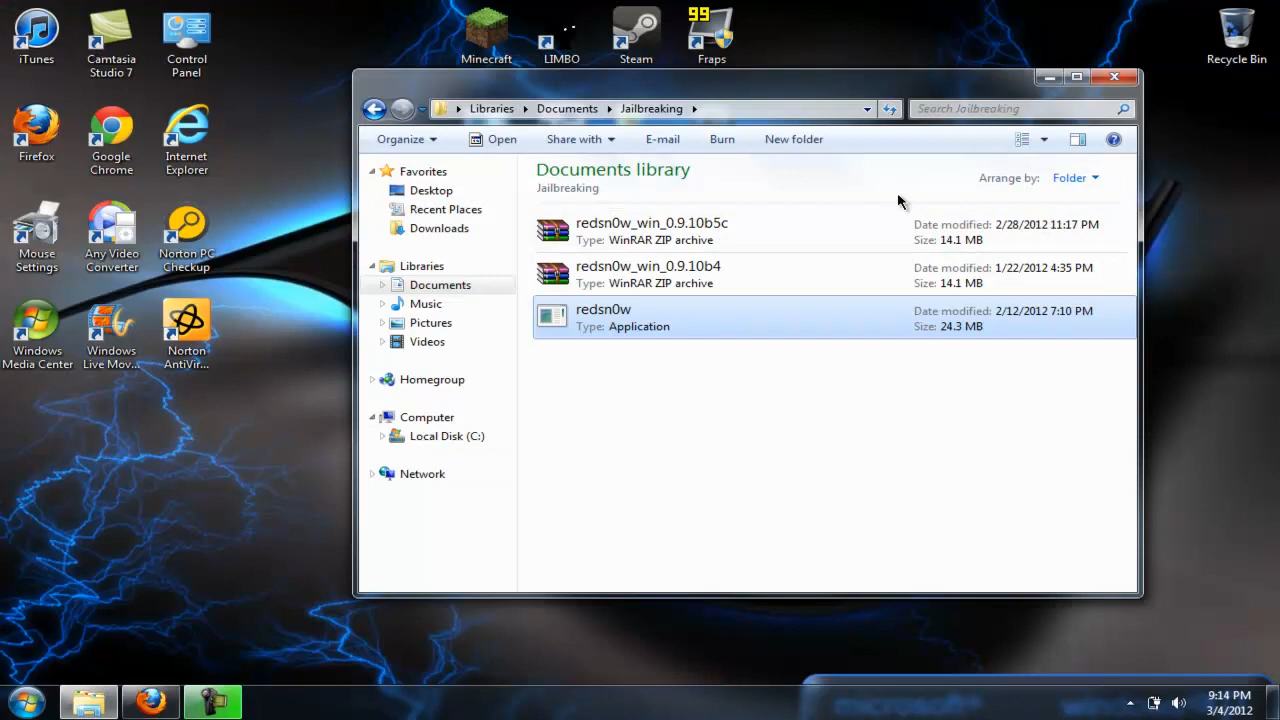 iTunes
Camtasia Studio 7
Control Panel
Minecraft
LIMBO
Steam
99
Fraps
Recycle Bin
Firefox
Google Chrome
Internet Explorer
Mouse Settings
Any Video Converter
Norton PC Checkup
Windows Media Center
Windows Live Mov...
Norton AntiVir...
Libraries Documents Jailbreaking
Search Jailbreaking
Organize Open Share with E-mail Burn New folder
Favorites
Desktop
Recent Places
Downloads
Libraries
Documents
Music
Pictures
Videos
Homegroup
Computer
Local Disk (C:)
Network
Documents library
Jailbreaking
Arrange by: Folder
redsn0w_win_0.9.10b5c
Type: WinRAR ZIP archive
Date modified: 2/28/2012 11:17 PM
Size: 14.1 MB
redsn0w_win_0.9.10b4
Type: WinRAR ZIP archive
Date modified: 1/22/2012 4:35 PM
Size: 14.1 MB
redsn0w
Type: Application
Date modified: 2/12/2012 7:10 PM
Size: 24.3 MB
9:14 PM
3/4/2012